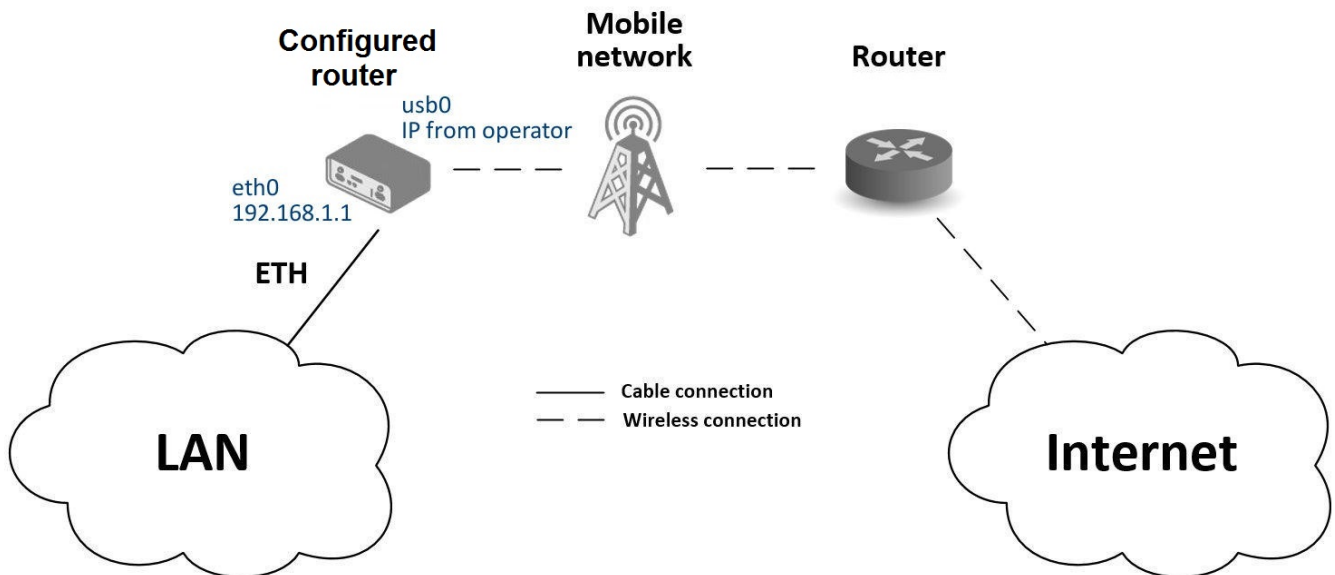 Configured
router
Mobile
network
Router
usb0
IP from operator
eth0
192.168.1.1
ETH
Cable connection
Wireless connection
LAN
Internet